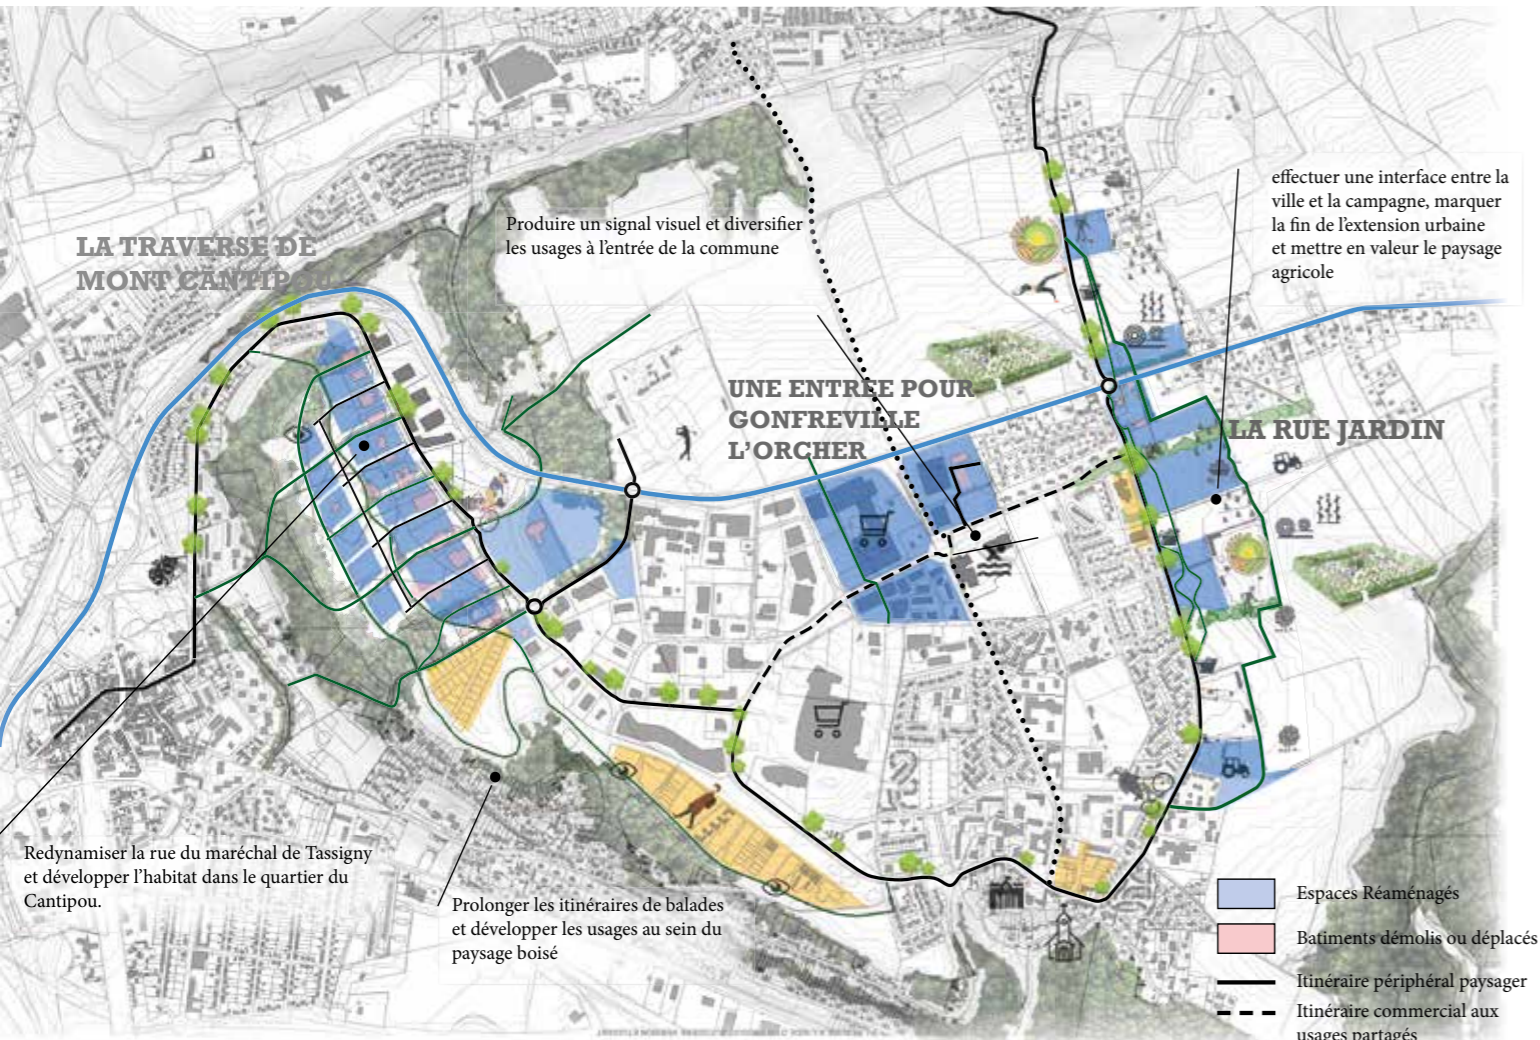 LA TRAVERSE DE
MONT CANTIPOU
Produire un signal visuel et diversifier
les usages à l'entrée de la commune
effectuer une interface entre la
ville et la campagne, marquer
la fin de l'extension urbaine
et mettre en valeur le paysage
agricole
UNE ENTREE POUR
GONFREVILLE
L'ORCHER
LA RUE JARDIN
Redynamiser la rue du maréchal de Tassigny
et développer l'habitat dans le quartier du
Cantipou.
Prolonger les itinéraires de balades
et développer les usages au sein du
paysage boisé
Espaces Réaménagés
Batiments démolis ou déplacés
Itinéraire périphéral paysager
Itinéraire commercial aux
usages partagés